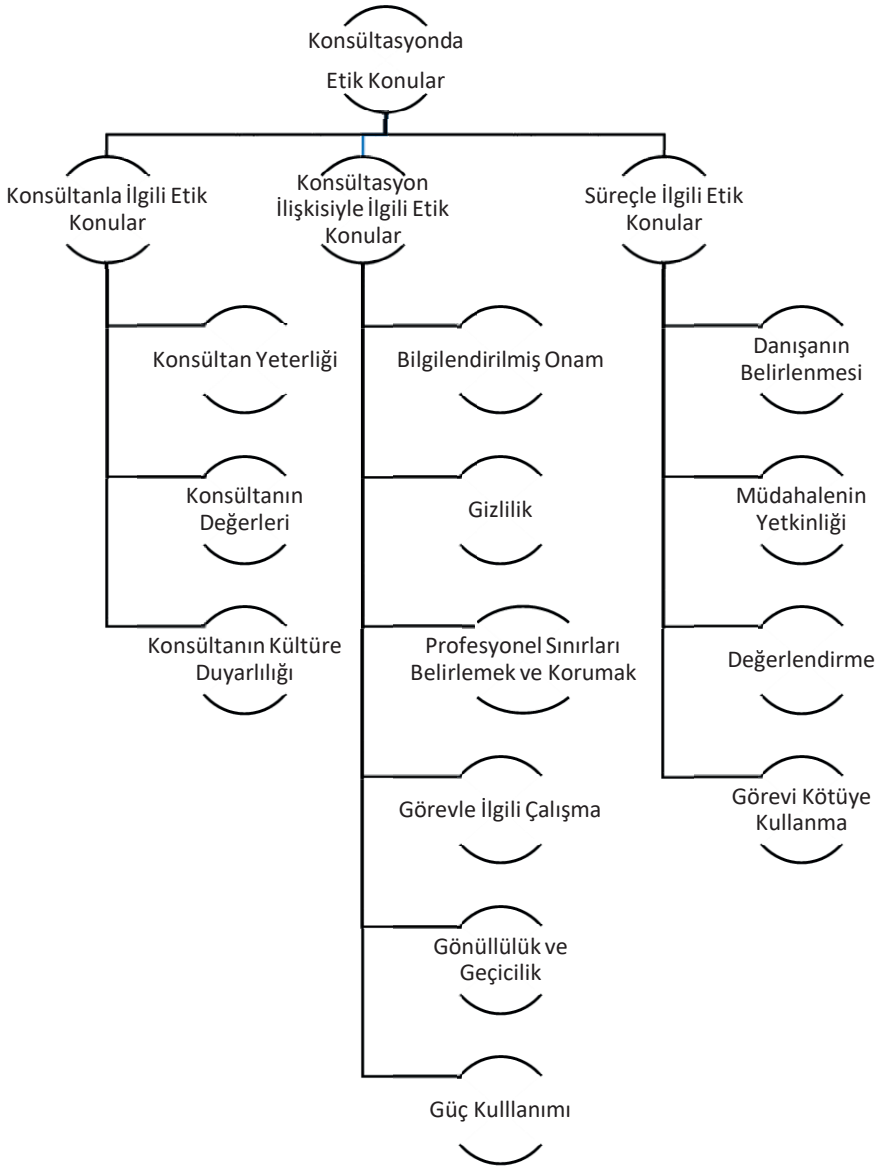 Konsültasyonda
Etik Konular
Konsültanla İlgili Etik
Konular
Konsültasyon
İlişkisiyle İlgili Etik
Konular
Süreçle İlgili Etik
Konular
Konsültan Yeterliği
Konsültanın
Değerleri
Konsültanın Kültüre
Duyarlılığı
Bilgilendirilmiş Onam
Gizlilik
Profesyonel Sınırları
Belirlemek ve Korumak
Görevle İlgili Çalışma
Gönüllülük ve
Geçicilik
Güç Kulllanımı
Danışanın
Belirlenmesi
Müdahalenin
Yetkinliği
Değerlendirme
Görevi Kötüye
Kullanma